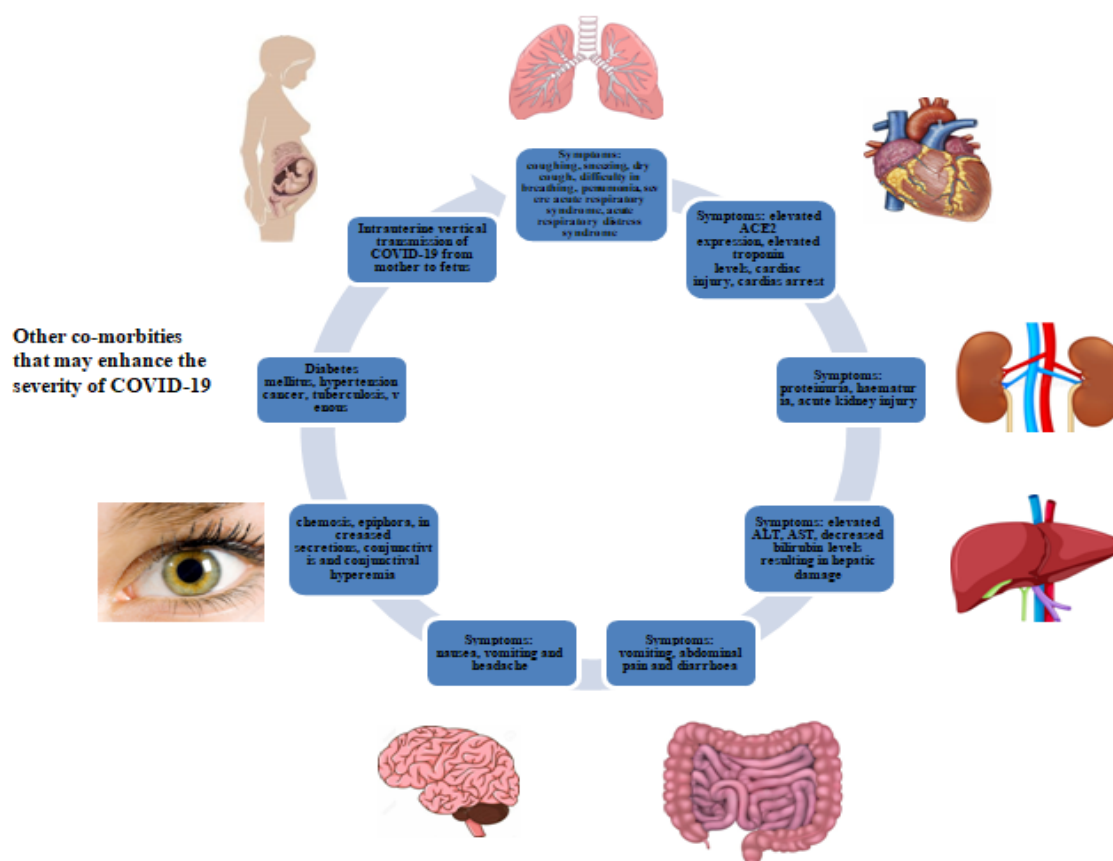 Symptoms:
coughing, sneezing, dry
cough, difficulty in
breathing, penumonia, sev
ere acute respiratory
syndrome, acute
respiratory distress
syndrome
Symptoms: elevated
ACE2
expression, elevated
troponin
levels, cardiac
injury, cardias arrest
Symptoms:
proteinuria, haematur
ia, acute kidney injury
Symptoms: elevated
ALT, AST, decreased
bilirubin levels
resulting in hepatic
damage
Symptoms:
vomiting, abdominal
pain and diarrhoea
Symptoms:
nausea, vomiting and
headache
chemosis, epiphora, in
creased
secretions, conjunctivi
is and conjunctival
hyperemia
Diabetes
mellitus, hypertension
cancer, tuberculosis, v
enous
Intrauterine vertical
transmission of
COVID-19 from
mother to fetus
Other co-morbities
that may enhance the
severity of COVID-19